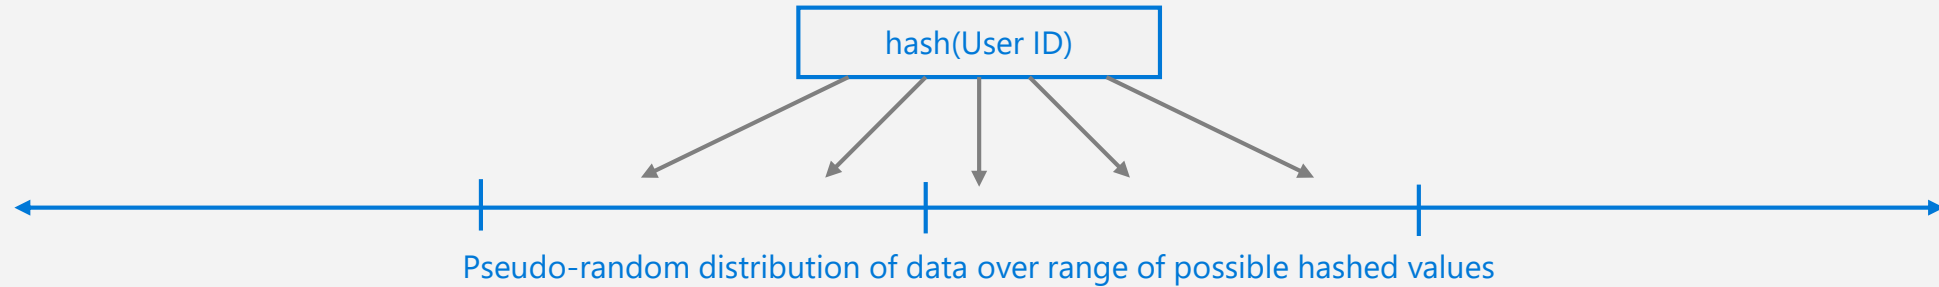 hash(User ID)
Pseudo-random distribution of data over range of possible hashed values